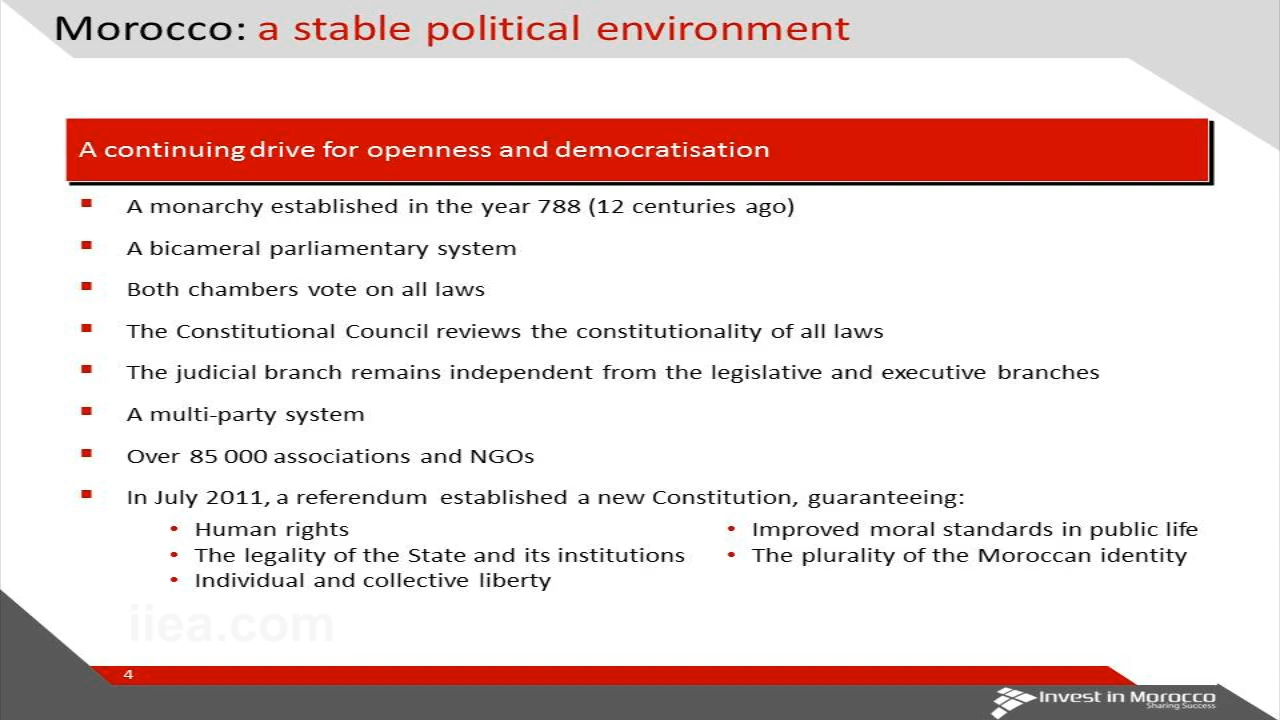 Morocco: a stable political environment
A continuing drive for openness and democratisation
A monarchy established in the year 788 (12 centuries ago)
A bicameral parliamentary system
Both chambers vote on all laws
The Constitutional Council reviews the constitutionality of all laws
The judicial branch remains independent from the legislative and executive branches
A multi-party system
Over 85 000 associations and NGOs
In July 2011, a referendum established a new Constitution, guaranteeing:
Human rights
The legality of the State and its institutions
Individual and collective liberty
Improved moral standards in public life
The plurality of the Moroccan identity
iiea.com
4
Invest in Morocco
Sharing Success